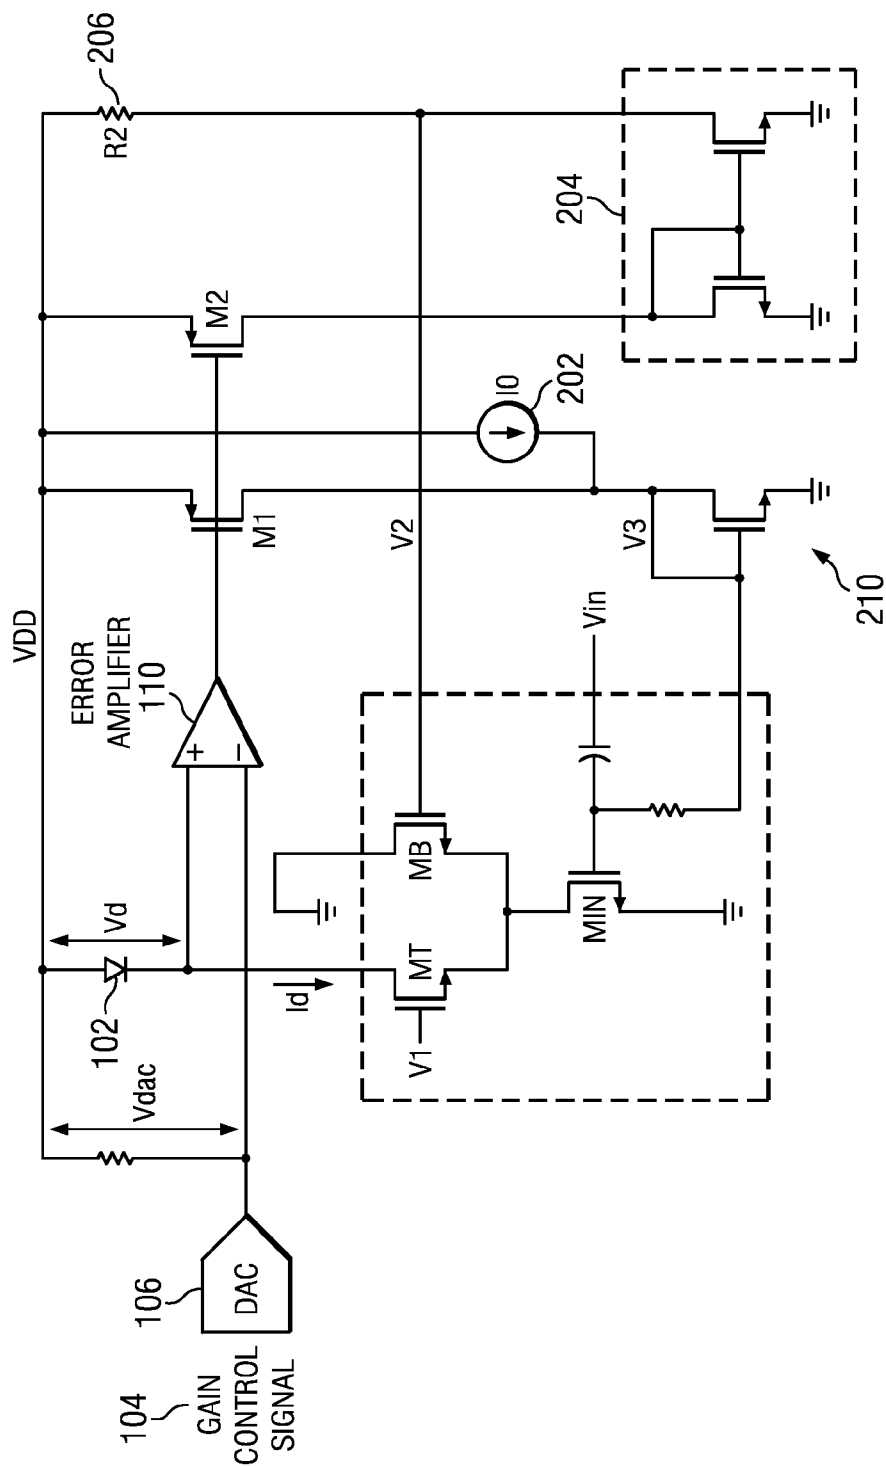 104
GAIN
CONTROL
SIGNAL
106
DAC
Vdac
102
Vd
Id
V1
MT
MB
MIN
Vin
ERROR
AMPLIFIER
110
+
−
VDD
M1
M2
V2
V3
I0
202
210
204
R2
206